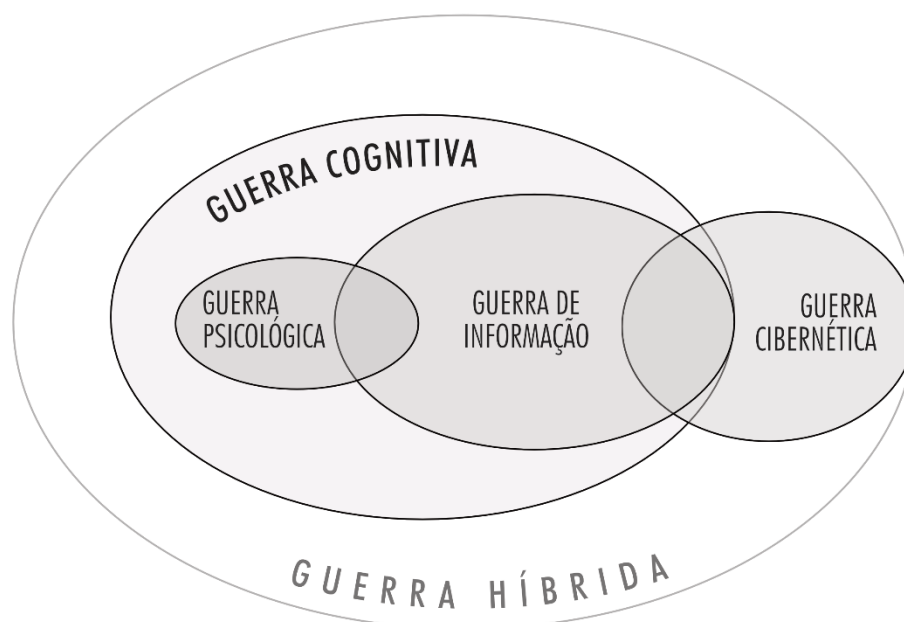 GUERRA COGNITIVA
GUERRA
PSICOLÓGICA
GUERRA DE
INFORMAÇÃO
GUERRA
CIBERNÉTICA
GUERRA HÍBRIDA